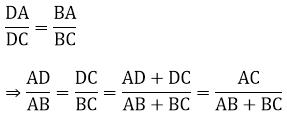 DA/DC = BA/BC
⇒ AD/AB = DC/BC = (AD + DC)/(AB + BC) = AC/(AB + BC)